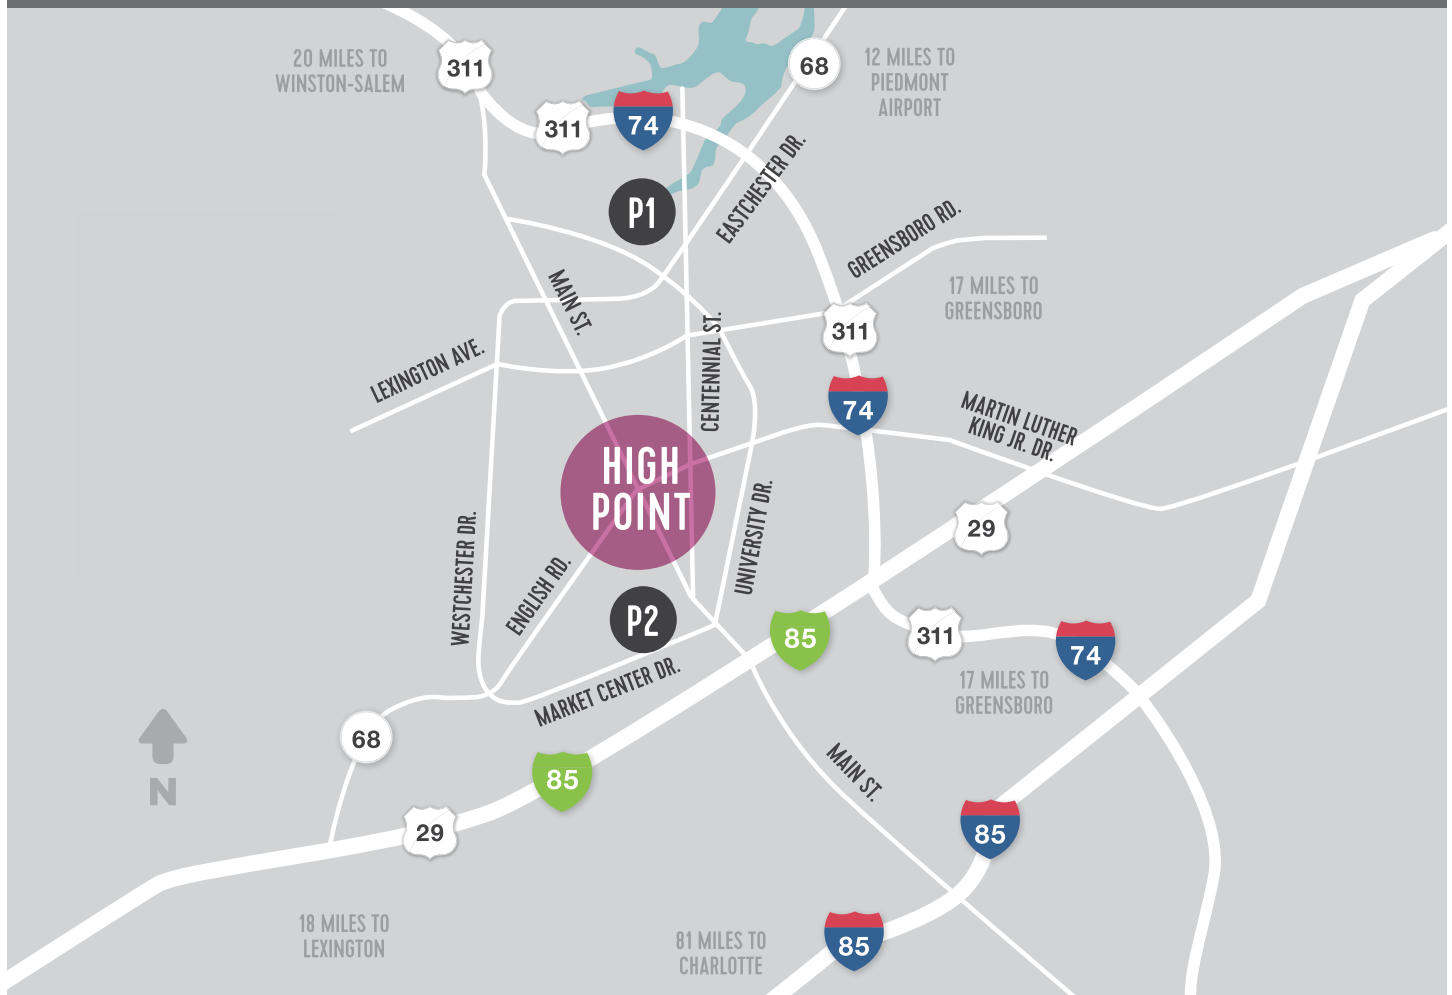 20 MILES TO
WINSTON-SALEM
311
68
12 MILES TO
PIEDMONT
AIRPORT
311
74
EASTCHESTER DR.
P1
GREENSBORO RD.
MAIN ST.
17 MILES TO
GREENSBORO
311
LEXINGTON AVE.
CENTENNIAL ST.
74
MARTIN LUTHER
KING JR. DR.
HIGH
POINT
29
WESTCHESTER DR.
ENGLISH RD.
UNIVERSITY DR.
P2
85
311
74
MARKET CENTER DR.
17 MILES TO
GREENSBORO
68
N
85
MAIN ST.
29
85
18 MILES TO
LEXINGTON
81 MILES TO
CHARLOTTE
85